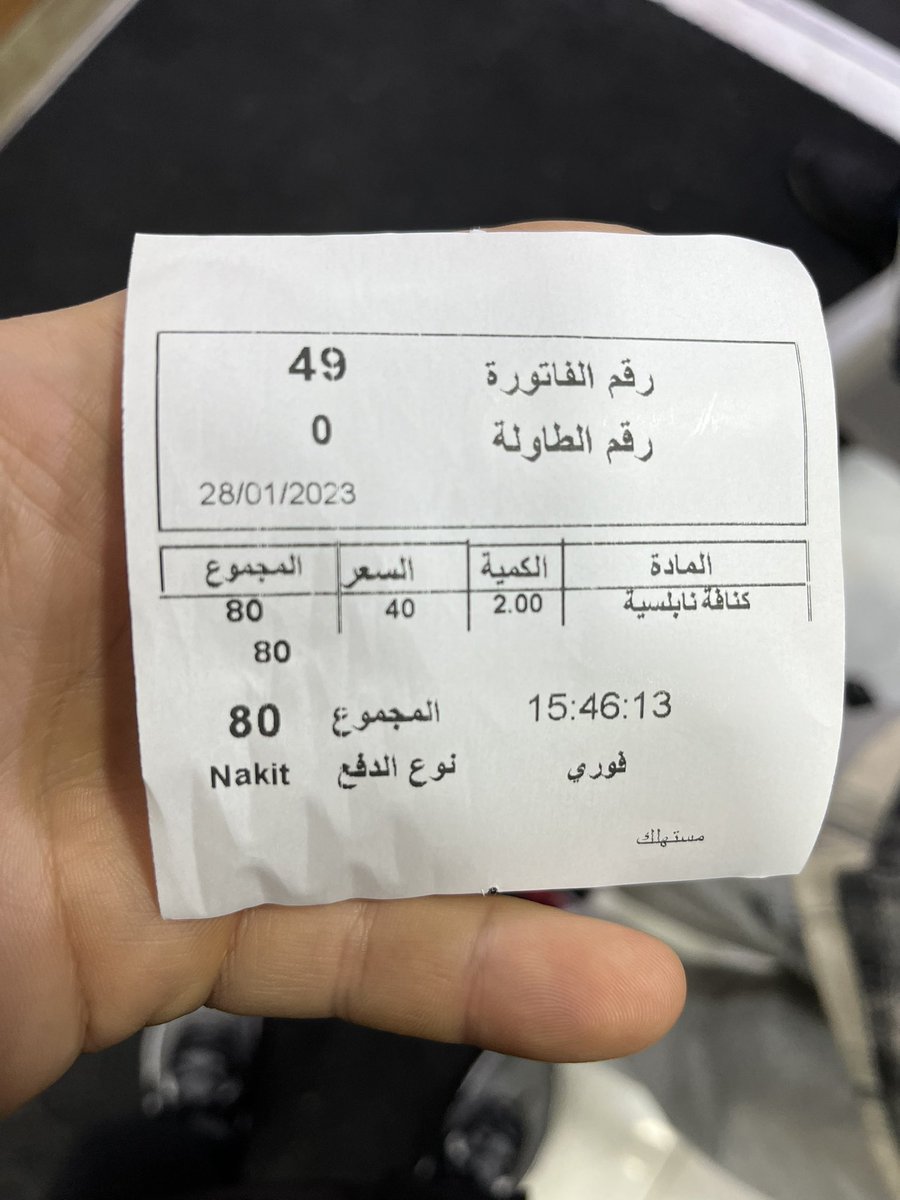 رقم الفاتورة 49
رقم الطاولة 0
28/01/2023
المادة الكمية السعر المجموع
كنافة نابلسية 2.00 40 80
80
15:46:13 المجموع 80
فوري نوع الدفع Nakit
مستهلك